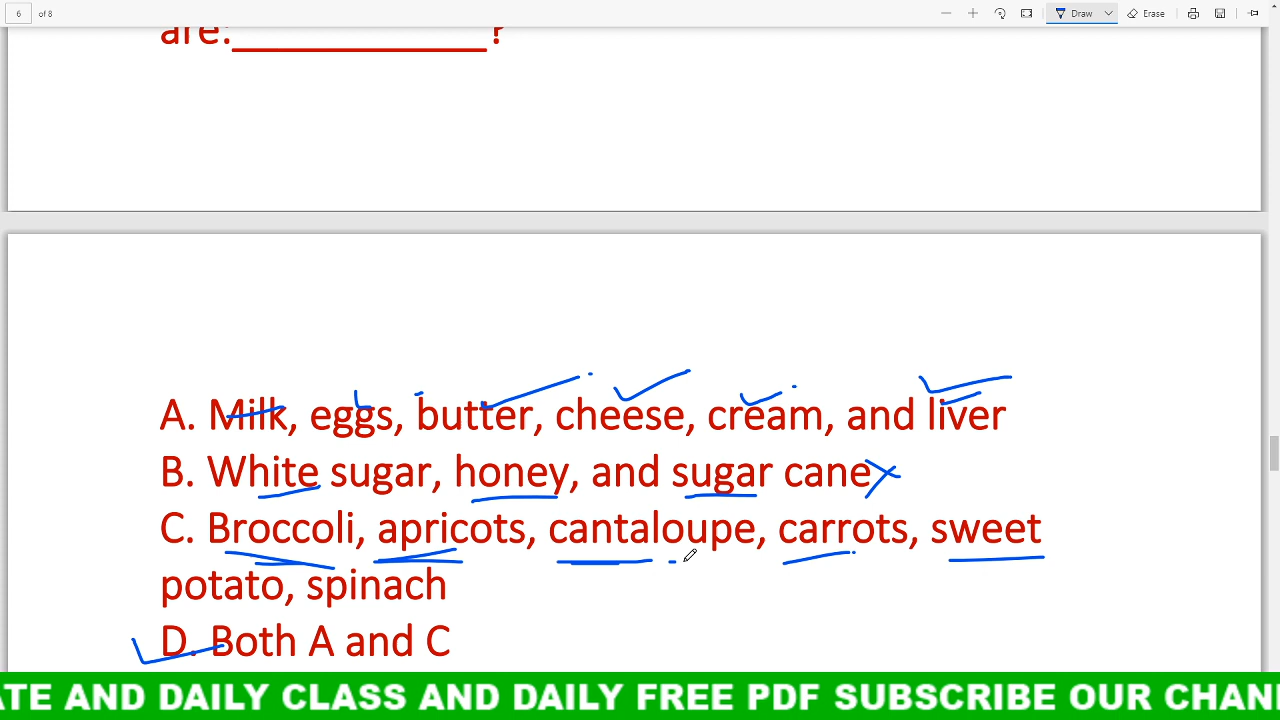 6 of 8
Draw
Erase
are:____________?
A. Milk, eggs, butter, cheese, cream, and liver
B. White sugar, honey, and sugar cane
C. Broccoli, apricots, cantaloupe, carrots, sweet
potato, spinach
D. Both A and C
ATE AND DAILY CLASS AND DAILY FREE PDF SUBSCRIBE OUR CHAN